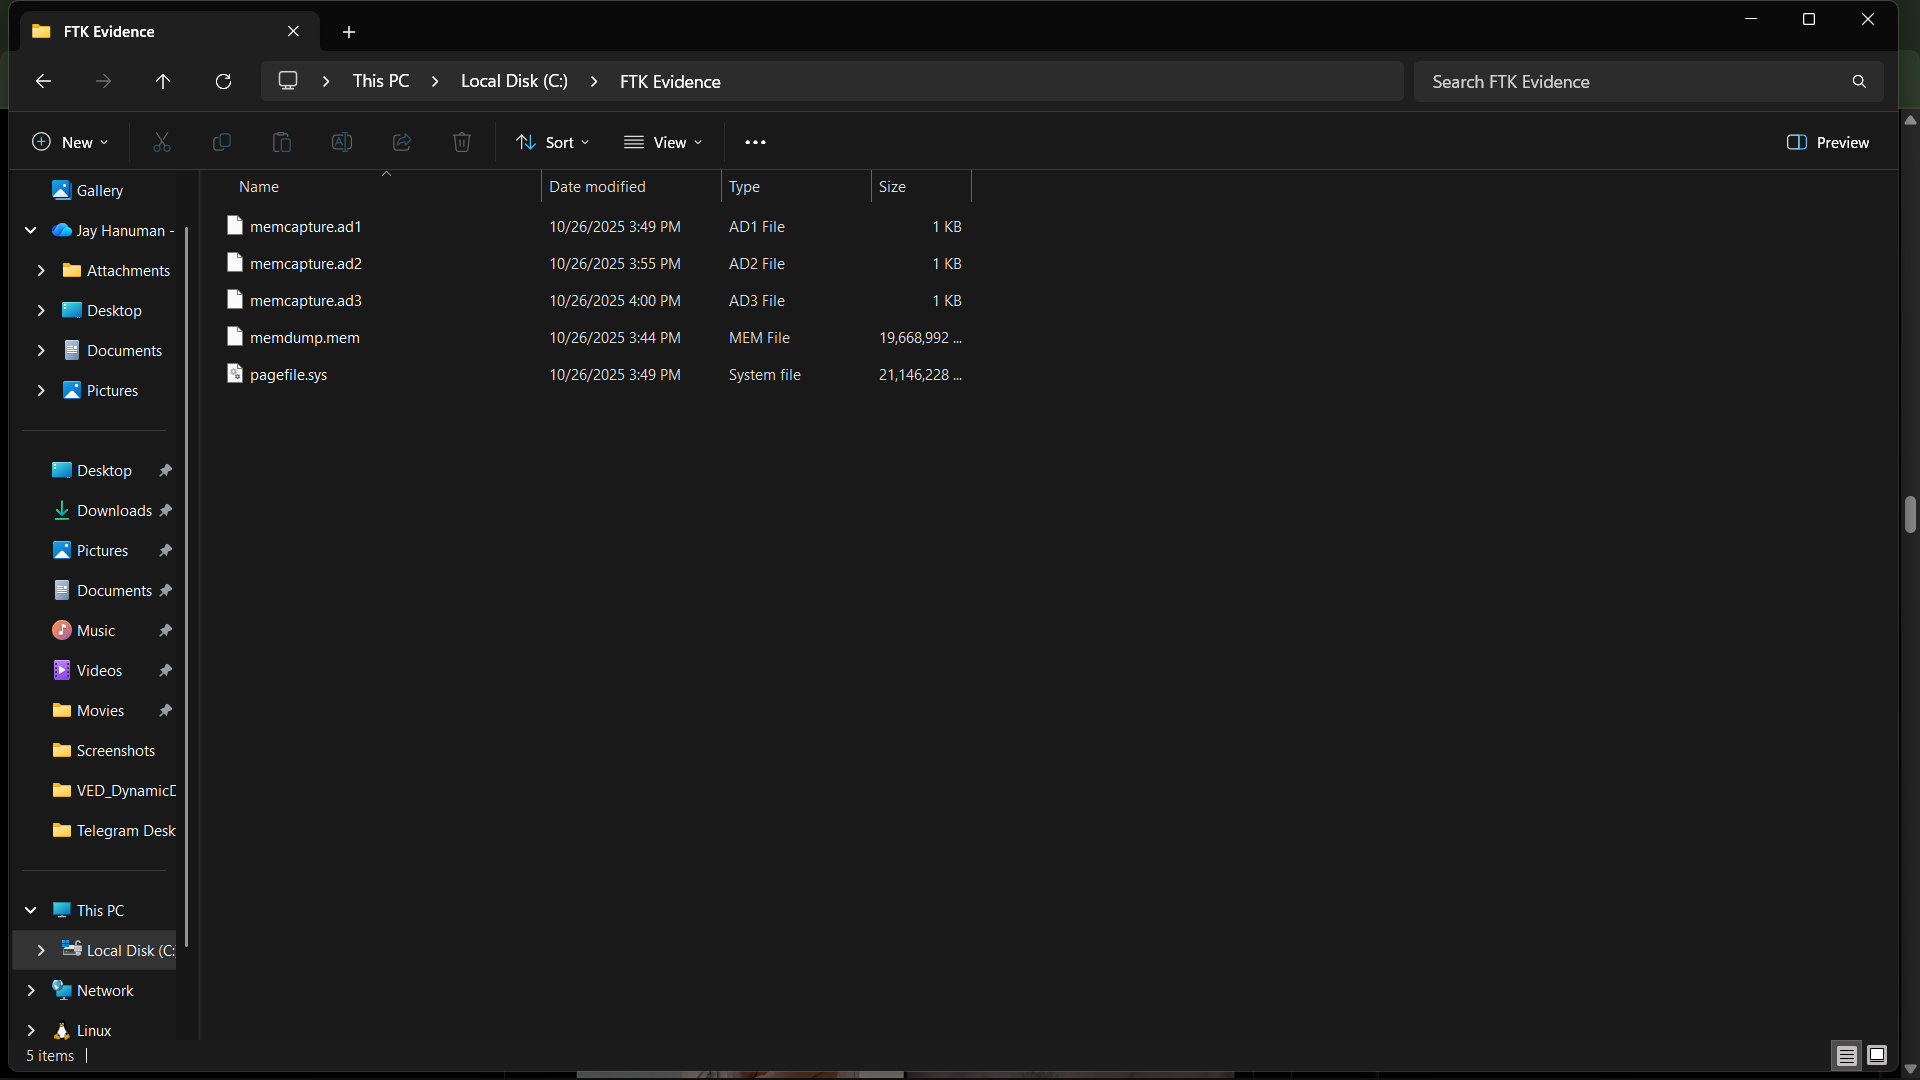 FTK Evidence
This PC
Local Disk (C:)
FTK Evidence
Search FTK Evidence
New
Sort
View
Preview
Gallery
Jay Hanuman -
Attachments
Desktop
Documents
Pictures
Desktop
Downloads
Pictures
Documents
Music
Videos
Movies
Screenshots
VED_DynamicD
Telegram Desk
This PC
Local Disk (C:
Network
Linux
Name Date modified Type Size
memcapture.ad1 10/26/2025 3:49 PM AD1 File 1 KB
memcapture.ad2 10/26/2025 3:55 PM AD2 File 1 KB
memcapture.ad3 10/26/2025 4:00 PM AD3 File 1 KB
memdump.mem 10/26/2025 3:44 PM MEM File 19,668,992 ...
pagefile.sys 10/26/2025 3:49 PM System file 21,146,228 ...
5 items